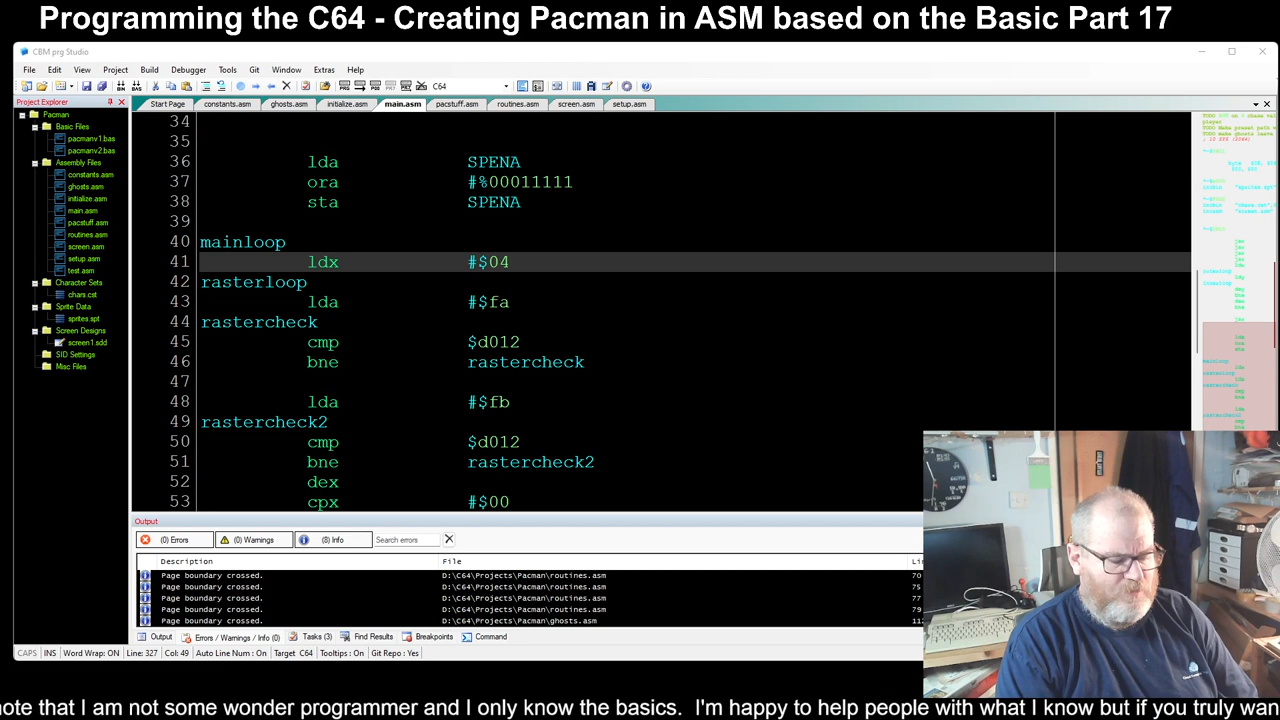 Programming the C64 - Creating Pacman in ASM based on the Basic Part 17
CBM prg Studio
File Edit View Project Build Debugger Tools Git Window Extras Help
C64
Project Explorer
Start Page constants.asm ghosts.asm initialize.asm main.asm pacstuff.asm routines.asm screen.asm setup.asm
Pacman
Basic Files
pacmanv1.bas
pacmanv2.bas
Assembly Files
constants.asm
ghosts.asm
initialize.asm
main.asm
pacstuff.asm
routines.asm
screen.asm
setup.asm
test.asm
Character Sets
chars.cst
Sprite Data
sprites.spt
Screen Designs
screen1.sdd
SID Settings
Misc Files
34
35
36 lda SPENA
37 ora #%00011111
38 sta SPENA
39
40 mainloop
41 ldx #$04
42 rasterloop
43 lda #$fa
44 rastercheck
45 cmp $d012
46 bne rastercheck
47
48 lda #$fb
49 rastercheck2
50 cmp $d012
51 bne rastercheck2
52 dex
53 cpx #$00
Output
(0) Errors (0) Warnings (8) Info Search errors
Description File
Page boundary crossed. D:\C64\Projects\Pacman\routines.asm 70
Page boundary crossed. D:\C64\Projects\Pacman\routines.asm 75
Page boundary crossed. D:\C64\Projects\Pacman\routines.asm 77
Page boundary crossed. D:\C64\Projects\Pacman\routines.asm 79
Page boundary crossed. D:\C64\Projects\Pacman\ghosts.asm
Output Errors / Warnings / Info (0) Tasks (3) Find Results Breakpoints Command
CAPS INS Word Wrap: ON Line: 327 Col: 49 Auto Line Num : On Target C64 Tooltips : On Git Repo : Yes
note that I am not some wonder programmer and I only know the basics. I'm happy to help people with what I know but if you truly wan